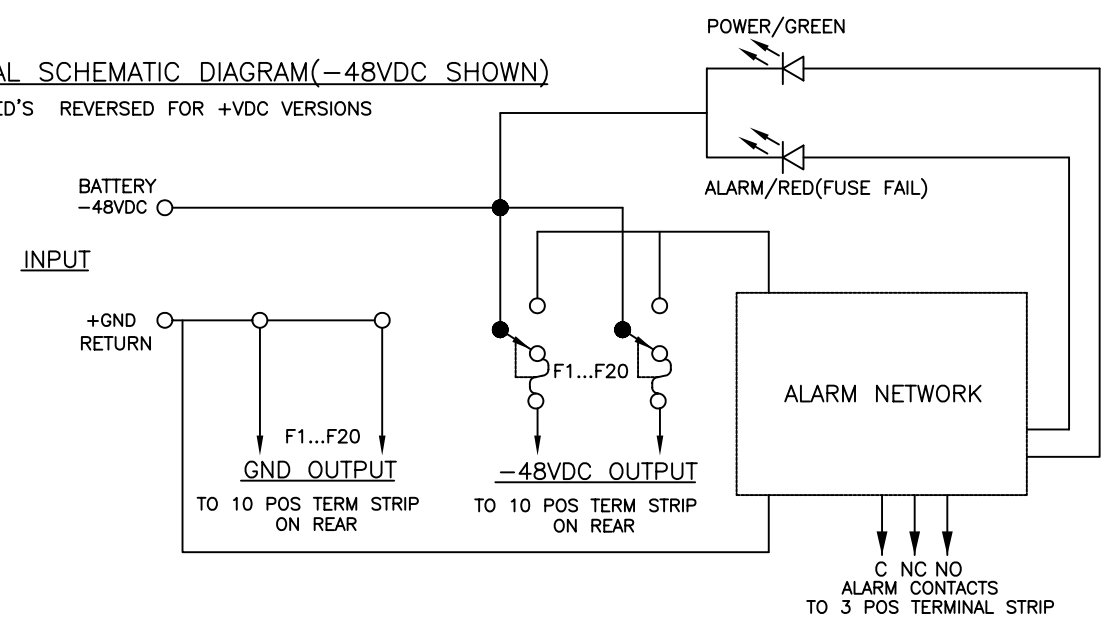 POWER/GREEN
SCHEMATIC DIAGRAM(-48VDC SHOWN)
REVERSED FOR +VDC VERSIONS
ALARM/RED(FUSE FAIL)
BATTERY
-48VDC
INPUT
+GND
RETURN
F1...F20
ALARM NETWORK
F1...F20
GND OUTPUT
TO 10 POS TERM STRIP
ON REAR
-48VDC OUTPUT
TO 10 POS TERM STRIP
ON REAR
C NC NO
ALARM CONTACTS
TO 3 POS TERMINAL STRIP